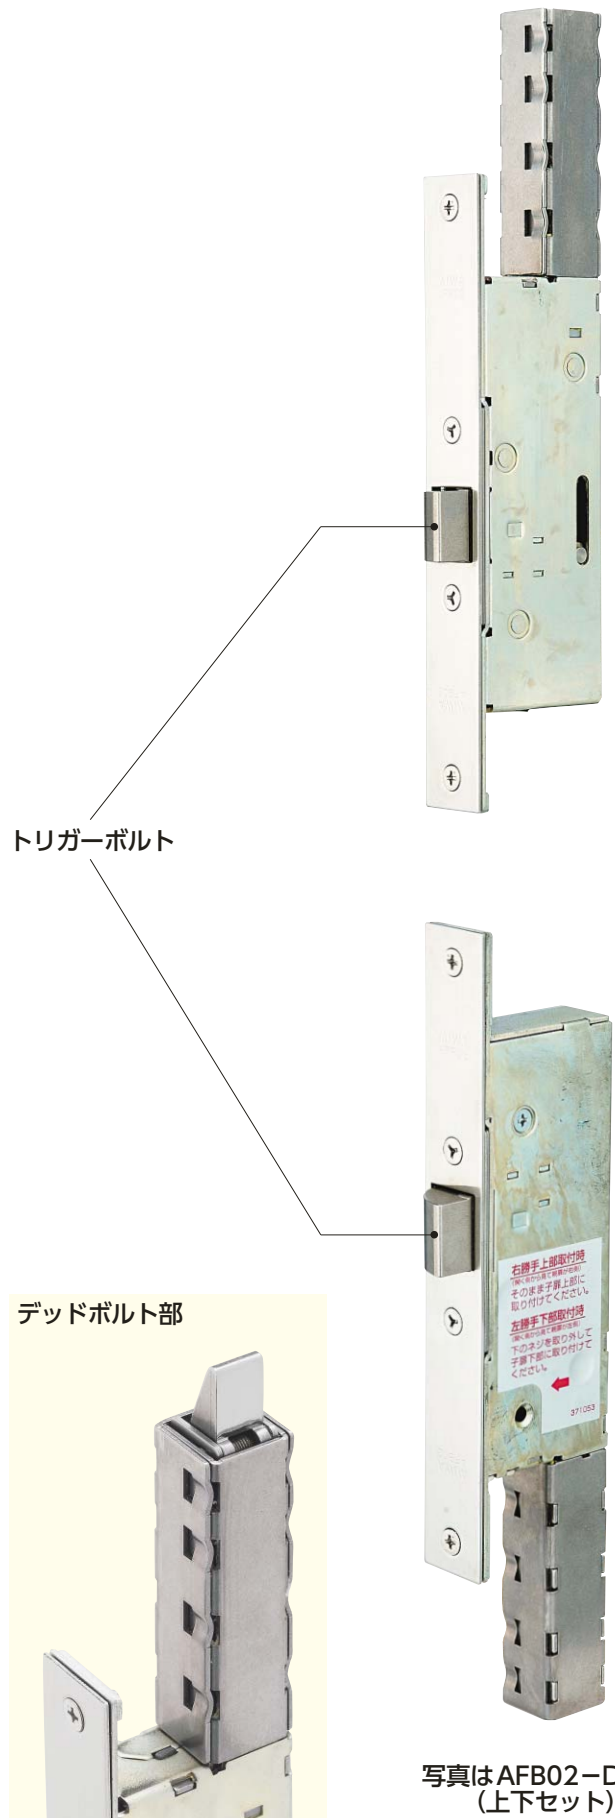 トリガーボルト
右勝手上部取付時
そのまま子扉上部に
取り付けてください。
左勝手下部取付時
下のネジを取り外して
子扉下部に取り付けて
ください。
371053
デッドボルト部
写真はAFB02-D
(上下セット)